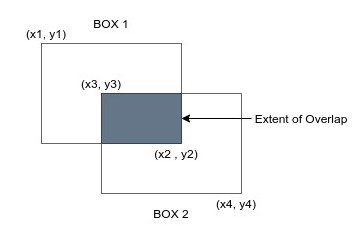 BOX 1
(x1, y1)
(x3, y3)
Extent of Overlap
(x2 , y2)
(x4, y4)
BOX 2